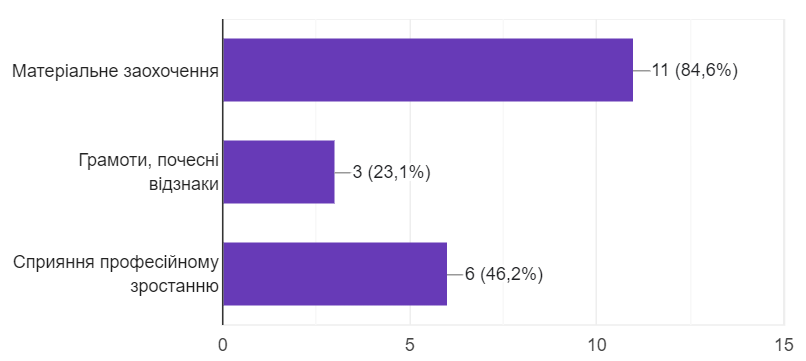 Матеріальне заохочення
11 (84,6%)
Грамоти, почесні
відзнаки
3 (23,1%)
Сприяння професійному
зростанню
6 (46,2%)
0
5
10
15